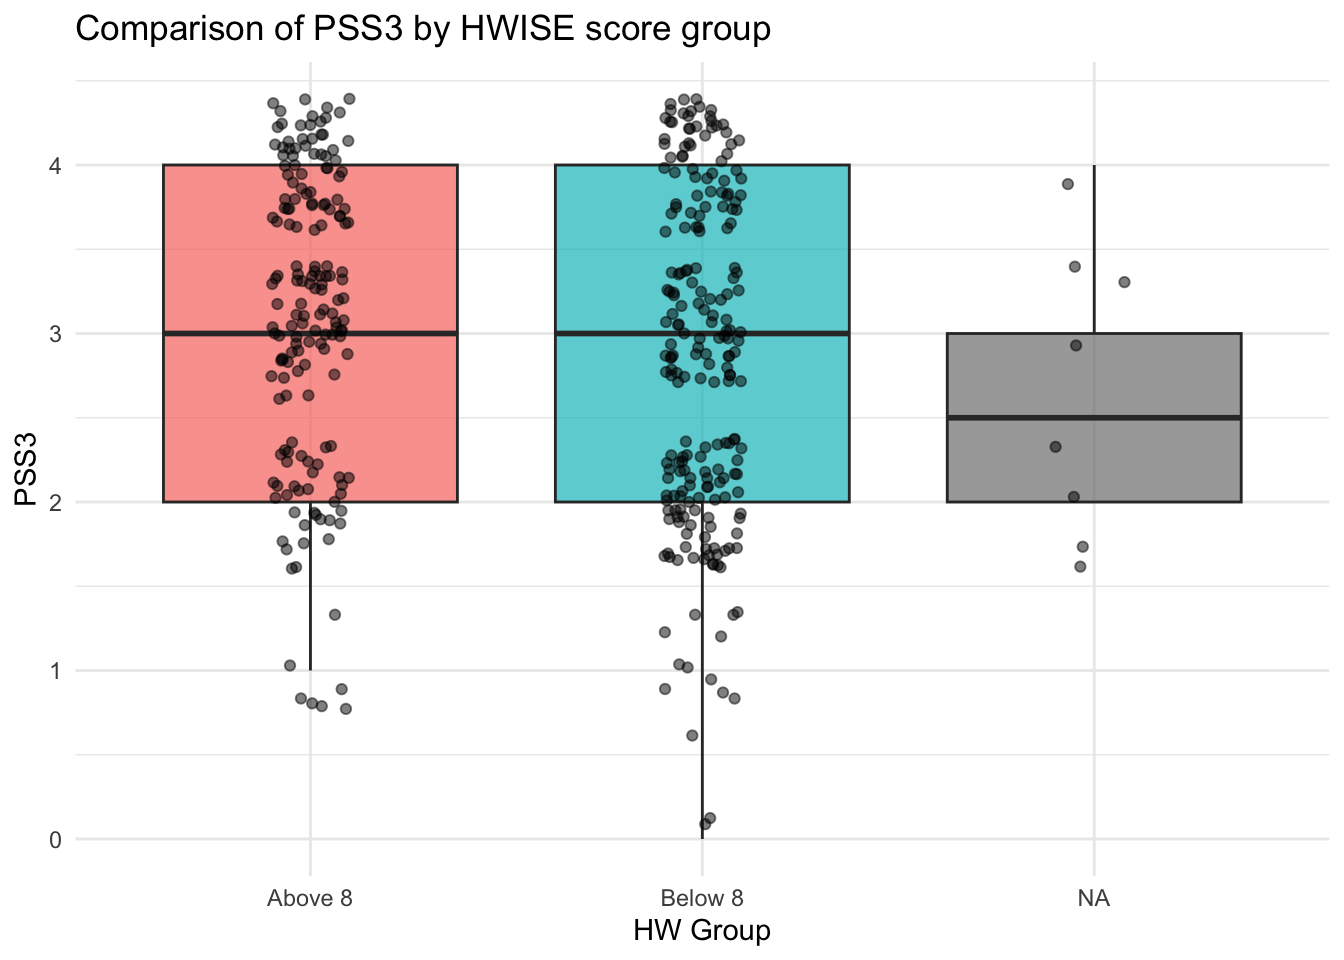 Comparison of PSS3 by HWISE score group
PSS3
4
3
2
1
0
Above 8
Below 8
NA
HW Group